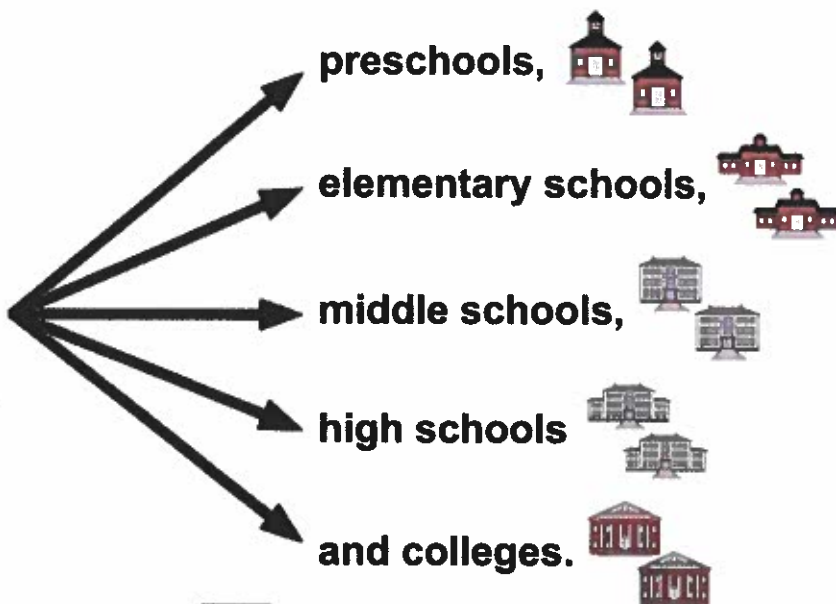 preschools,
elementary schools,
middle schools,
high schools
and colleges.